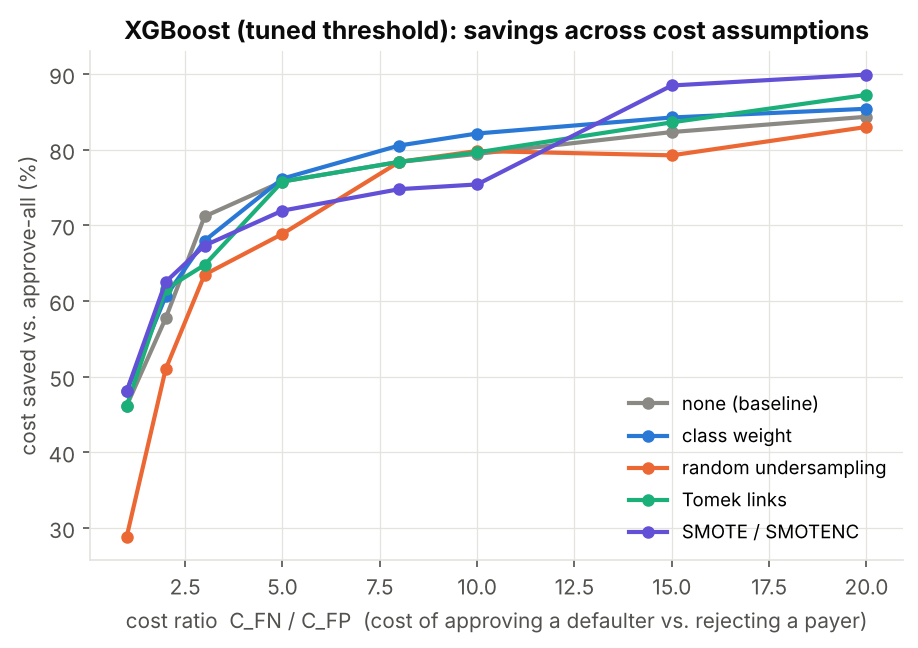 XGBoost (tuned threshold): savings across cost assumptions
cost saved vs. approve-all (%)
90
80
70
60
50
40
30
none (baseline)
class weight
random undersampling
Tomek links
SMOTE / SMOTENC
2.5 5.0 7.5 10.0 12.5 15.0 17.5 20.0
cost ratio C_FN / C_FP (cost of approving a defaulter vs. rejecting a payer)